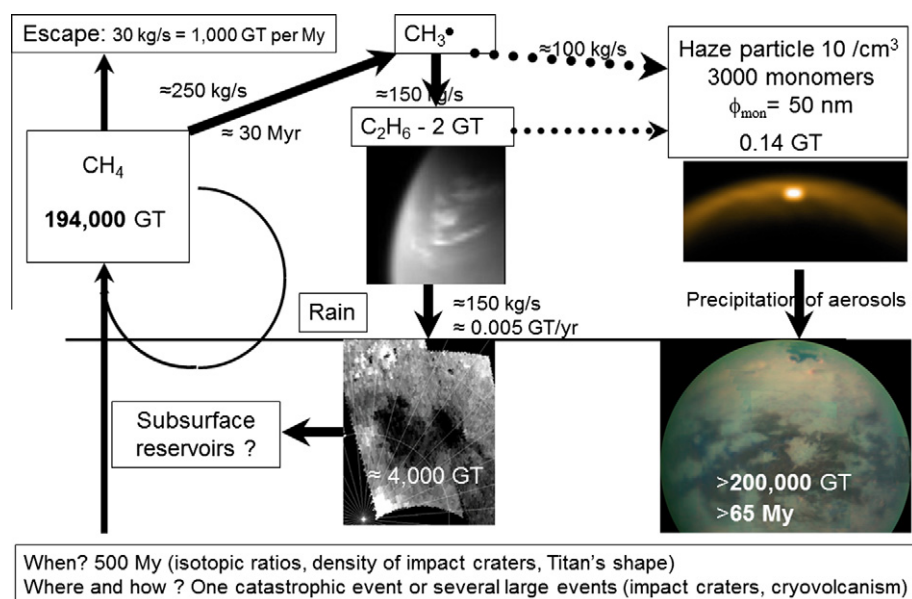 Escape: 30 kg/s = 1,000 GT per My
CH₃•
≈100 kg/s
Haze particle 10 /cm³
3000 monomers
ϕmon= 50 nm
0.14 GT
≈250 kg/s
≈ 30 Myr
≈150 kg/s
C₂H₆ - 2 GT
CH₄
194,000 GT
Rain
≈150 kg/s
≈ 0.005 GT/yr
Precipitation of aerosols
Subsurface
reservoirs ?
≈ 4,000 GT
>200,000 GT
>65 My
When? 500 My (isotopic ratios, density of impact craters, Titan's shape)
Where and how ? One catastrophic event or several large events (impact craters, cryovolcanism)